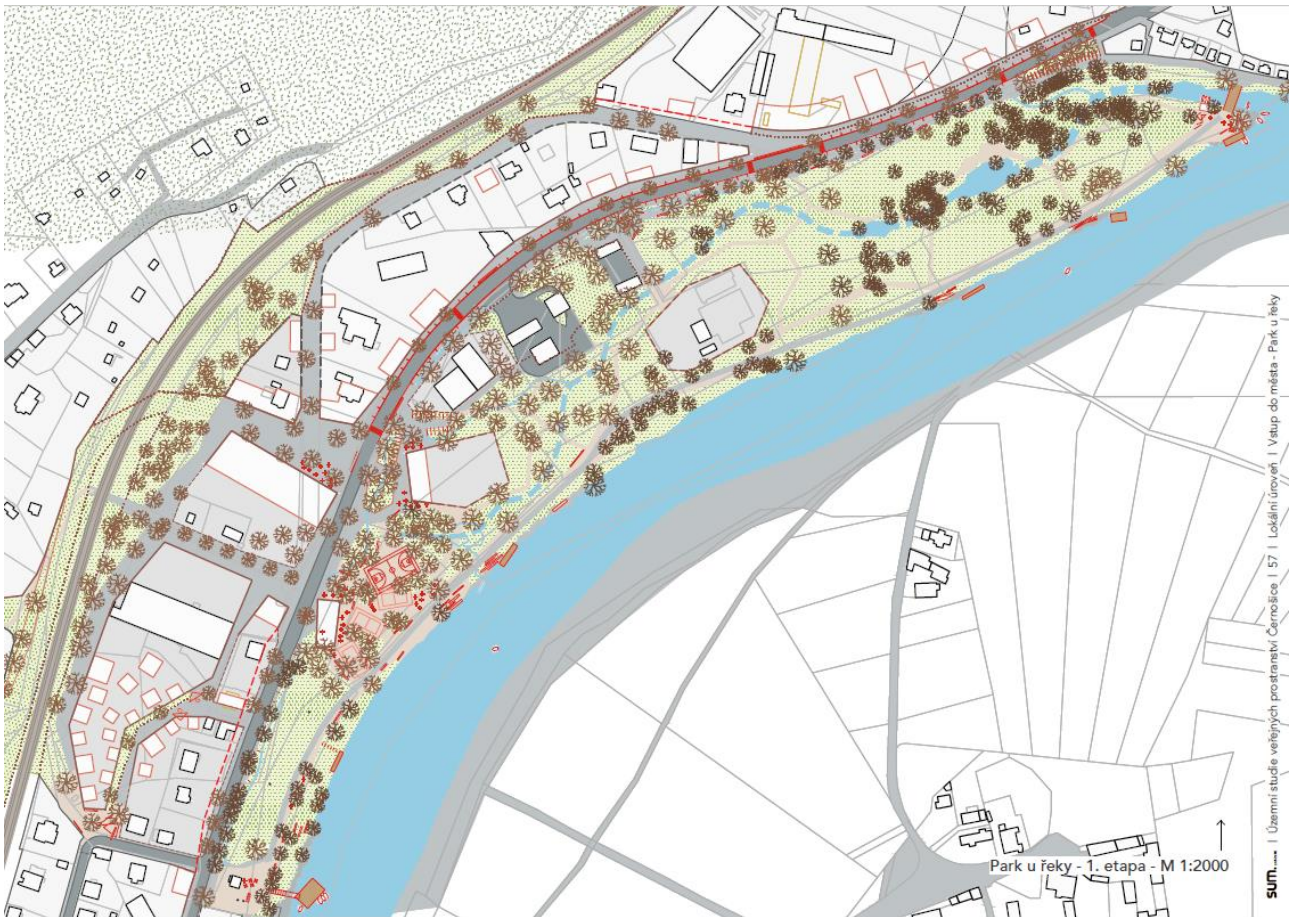 Park u řeky - 1. etapa - M 1:2000
sum. | Územní studie veřejných prostranství Černošice | 57 | Lokální úroveň | Vstup do města - Park u řeky